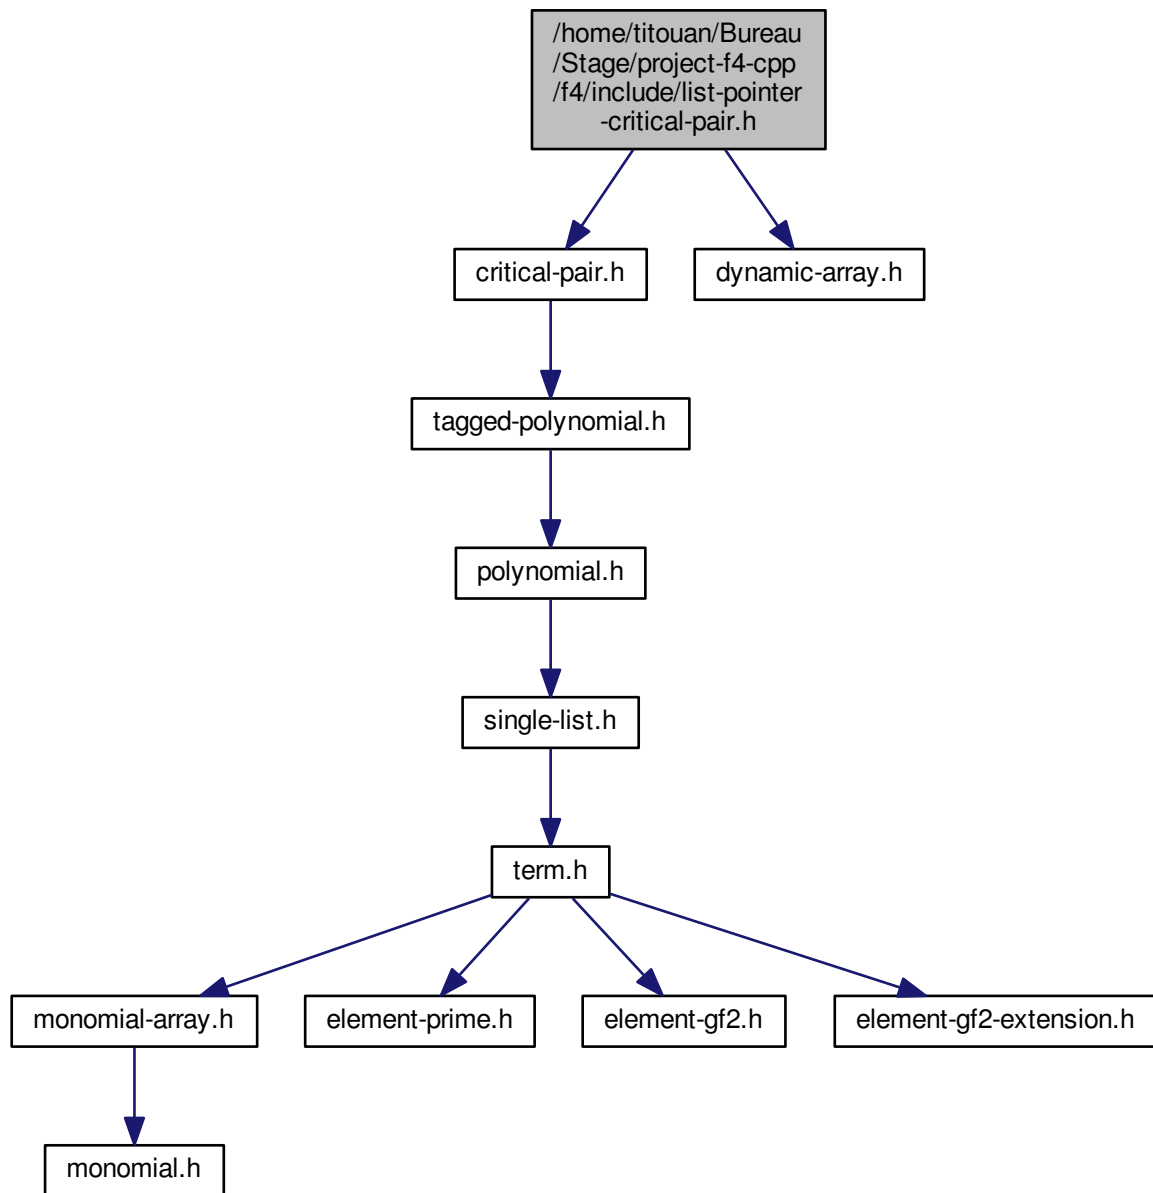 /home/titouan/Bureau
/Stage/project-f4-cpp
/f4/include/list-pointer
-critical-pair.h
critical-pair.h
dynamic-array.h
tagged-polynomial.h
polynomial.h
single-list.h
term.h
monomial-array.h
element-prime.h
element-gf2.h
element-gf2-extension.h
monomial.h